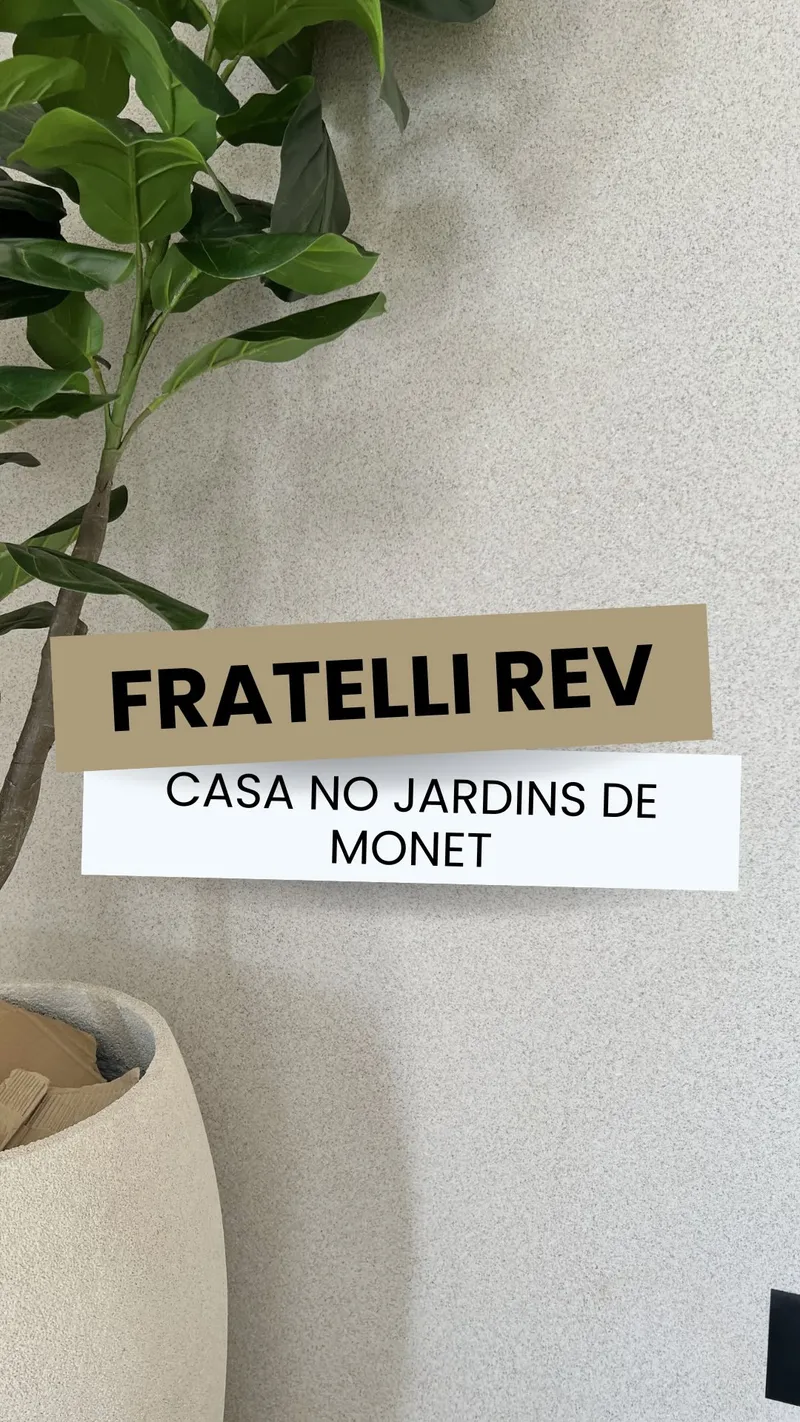 FRATELLI REV
CASA NO JARDINS DE
MONET